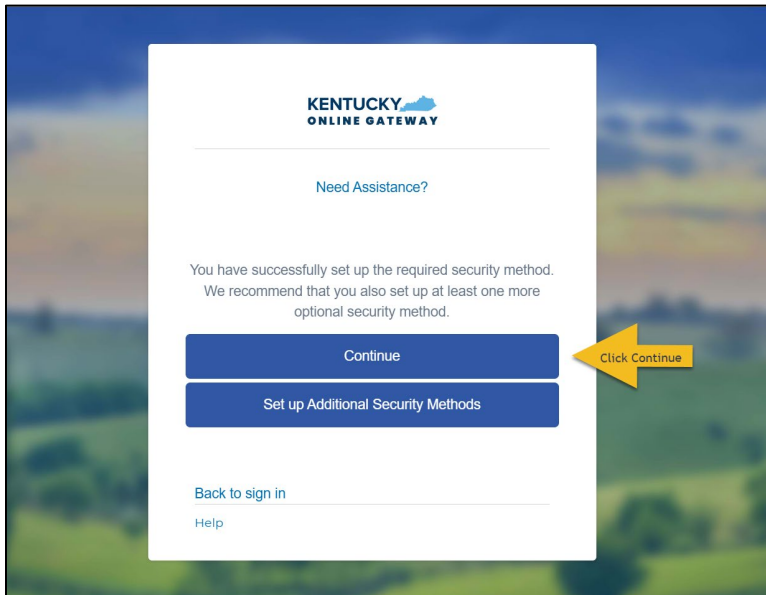 KENTUCKY
ONLINE GATEWAY
Need Assistance?
You have successfully set up the required security method.
We recommend that you also set up at least one more
optional security method.
Continue
Click Continue
Set up Additional Security Methods
Back to sign in
Help